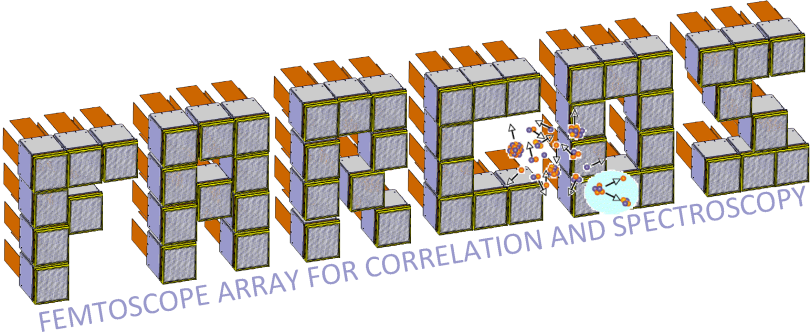 FARCOS
FEMTOSCOPE ARRAY FOR CORRELATION AND SPECTROSCOPY